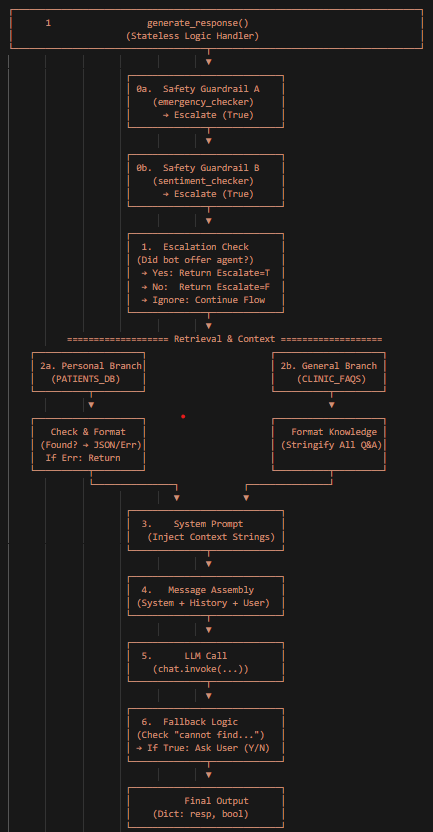 1 generate_response()
(Stateless Logic Handler)
▼
0a. Safety Guardrail A
(emergency_checker)
→ Escalate (True)
▼
0b. Safety Guardrail B
(sentiment_checker)
→ Escalate (True)
▼
1. Escalation Check
(Did bot offer agent?)
→ Yes: Return Escalate=T
→ No: Return Escalate=F
→ Ignore: Continue Flow
▼
=================== Retrieval & Context ===================
2a. Personal Branch 2b. General Branch
(PATIENTS_DB) (CLINIC_FAQS)
▼ ▼
Check & Format Format Knowledge
(Found? → JSON/Err) (Stringify All Q&A)
If Err: Return
▼ ▼
3. System Prompt
(Inject Context Strings)
▼
4. Message Assembly
(System + History + User)
▼
5. LLM Call
(chat.invoke(...))
▼
6. Fallback Logic
(Check "cannot find...")
→ If True: Ask User (Y/N)
▼
Final Output
(Dict: resp, bool)